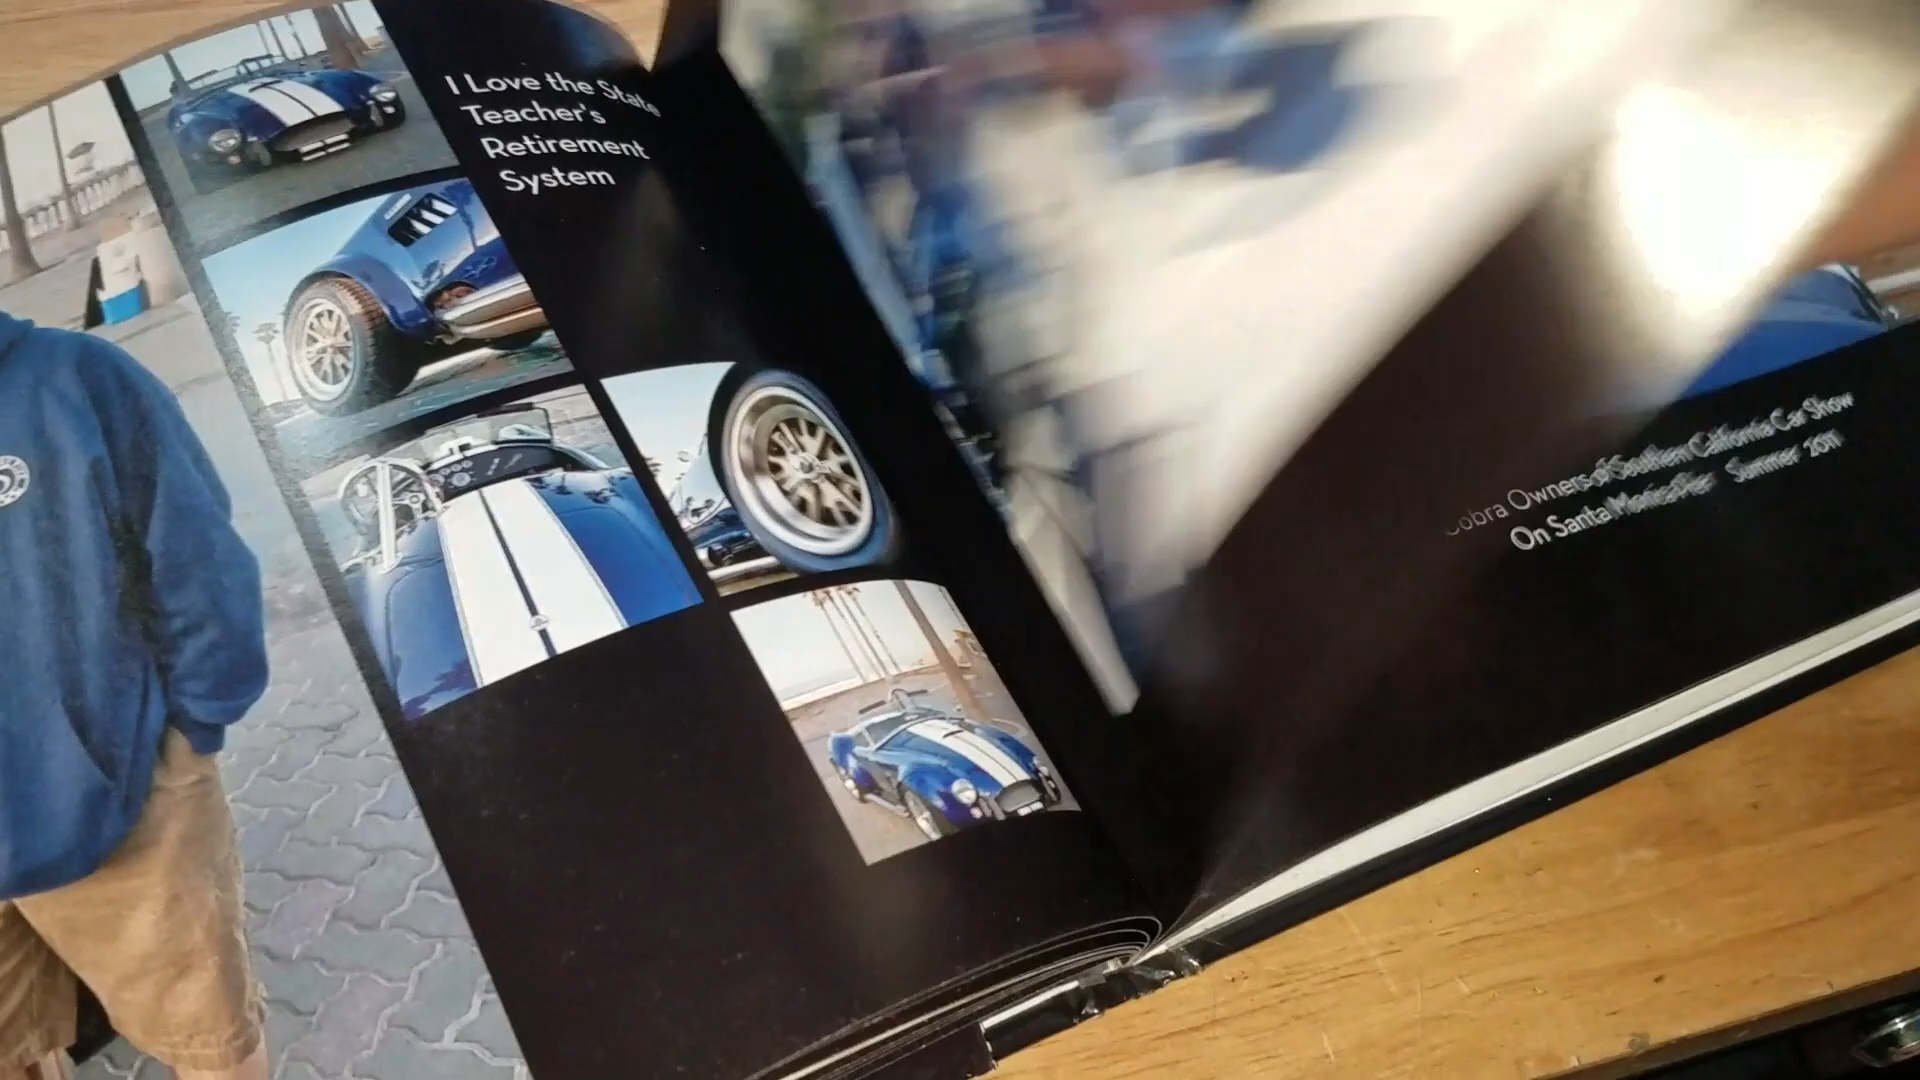 I Love the State
Teacher's
Retirement
System
Cobra Owners of Southern California Car Show
On Santa Monica Pier Summer 2011